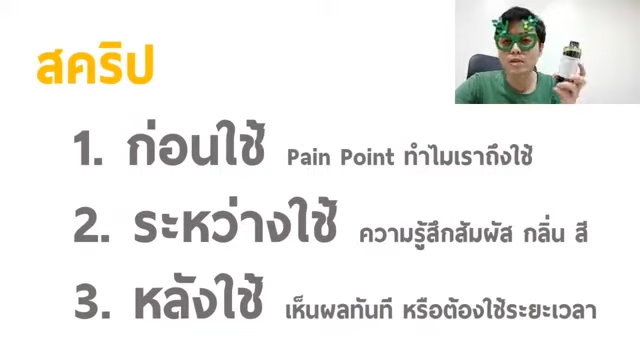 สคริป
1. ก่อนใช้ Pain Point ทำไมเราถึงใช้
2. ระหว่างใช้ ความรู้สึกสัมผัส กลิ่น สี
3. หลังใช้ เห็นผลทันที หรือต้องใช้ระยะเวลา